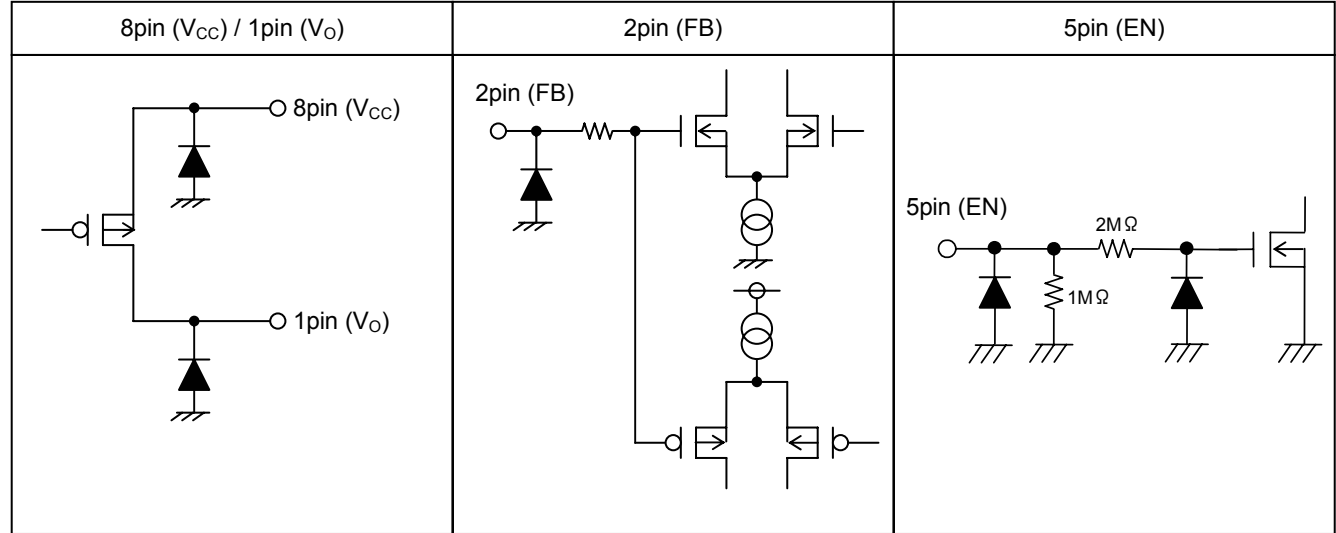 8pin (VCC) / 1pin (VO)
2pin (FB)
5pin (EN)
8pin (VCC)
1pin (VO)
2pin (FB)
5pin (EN)
2MΩ
1MΩ